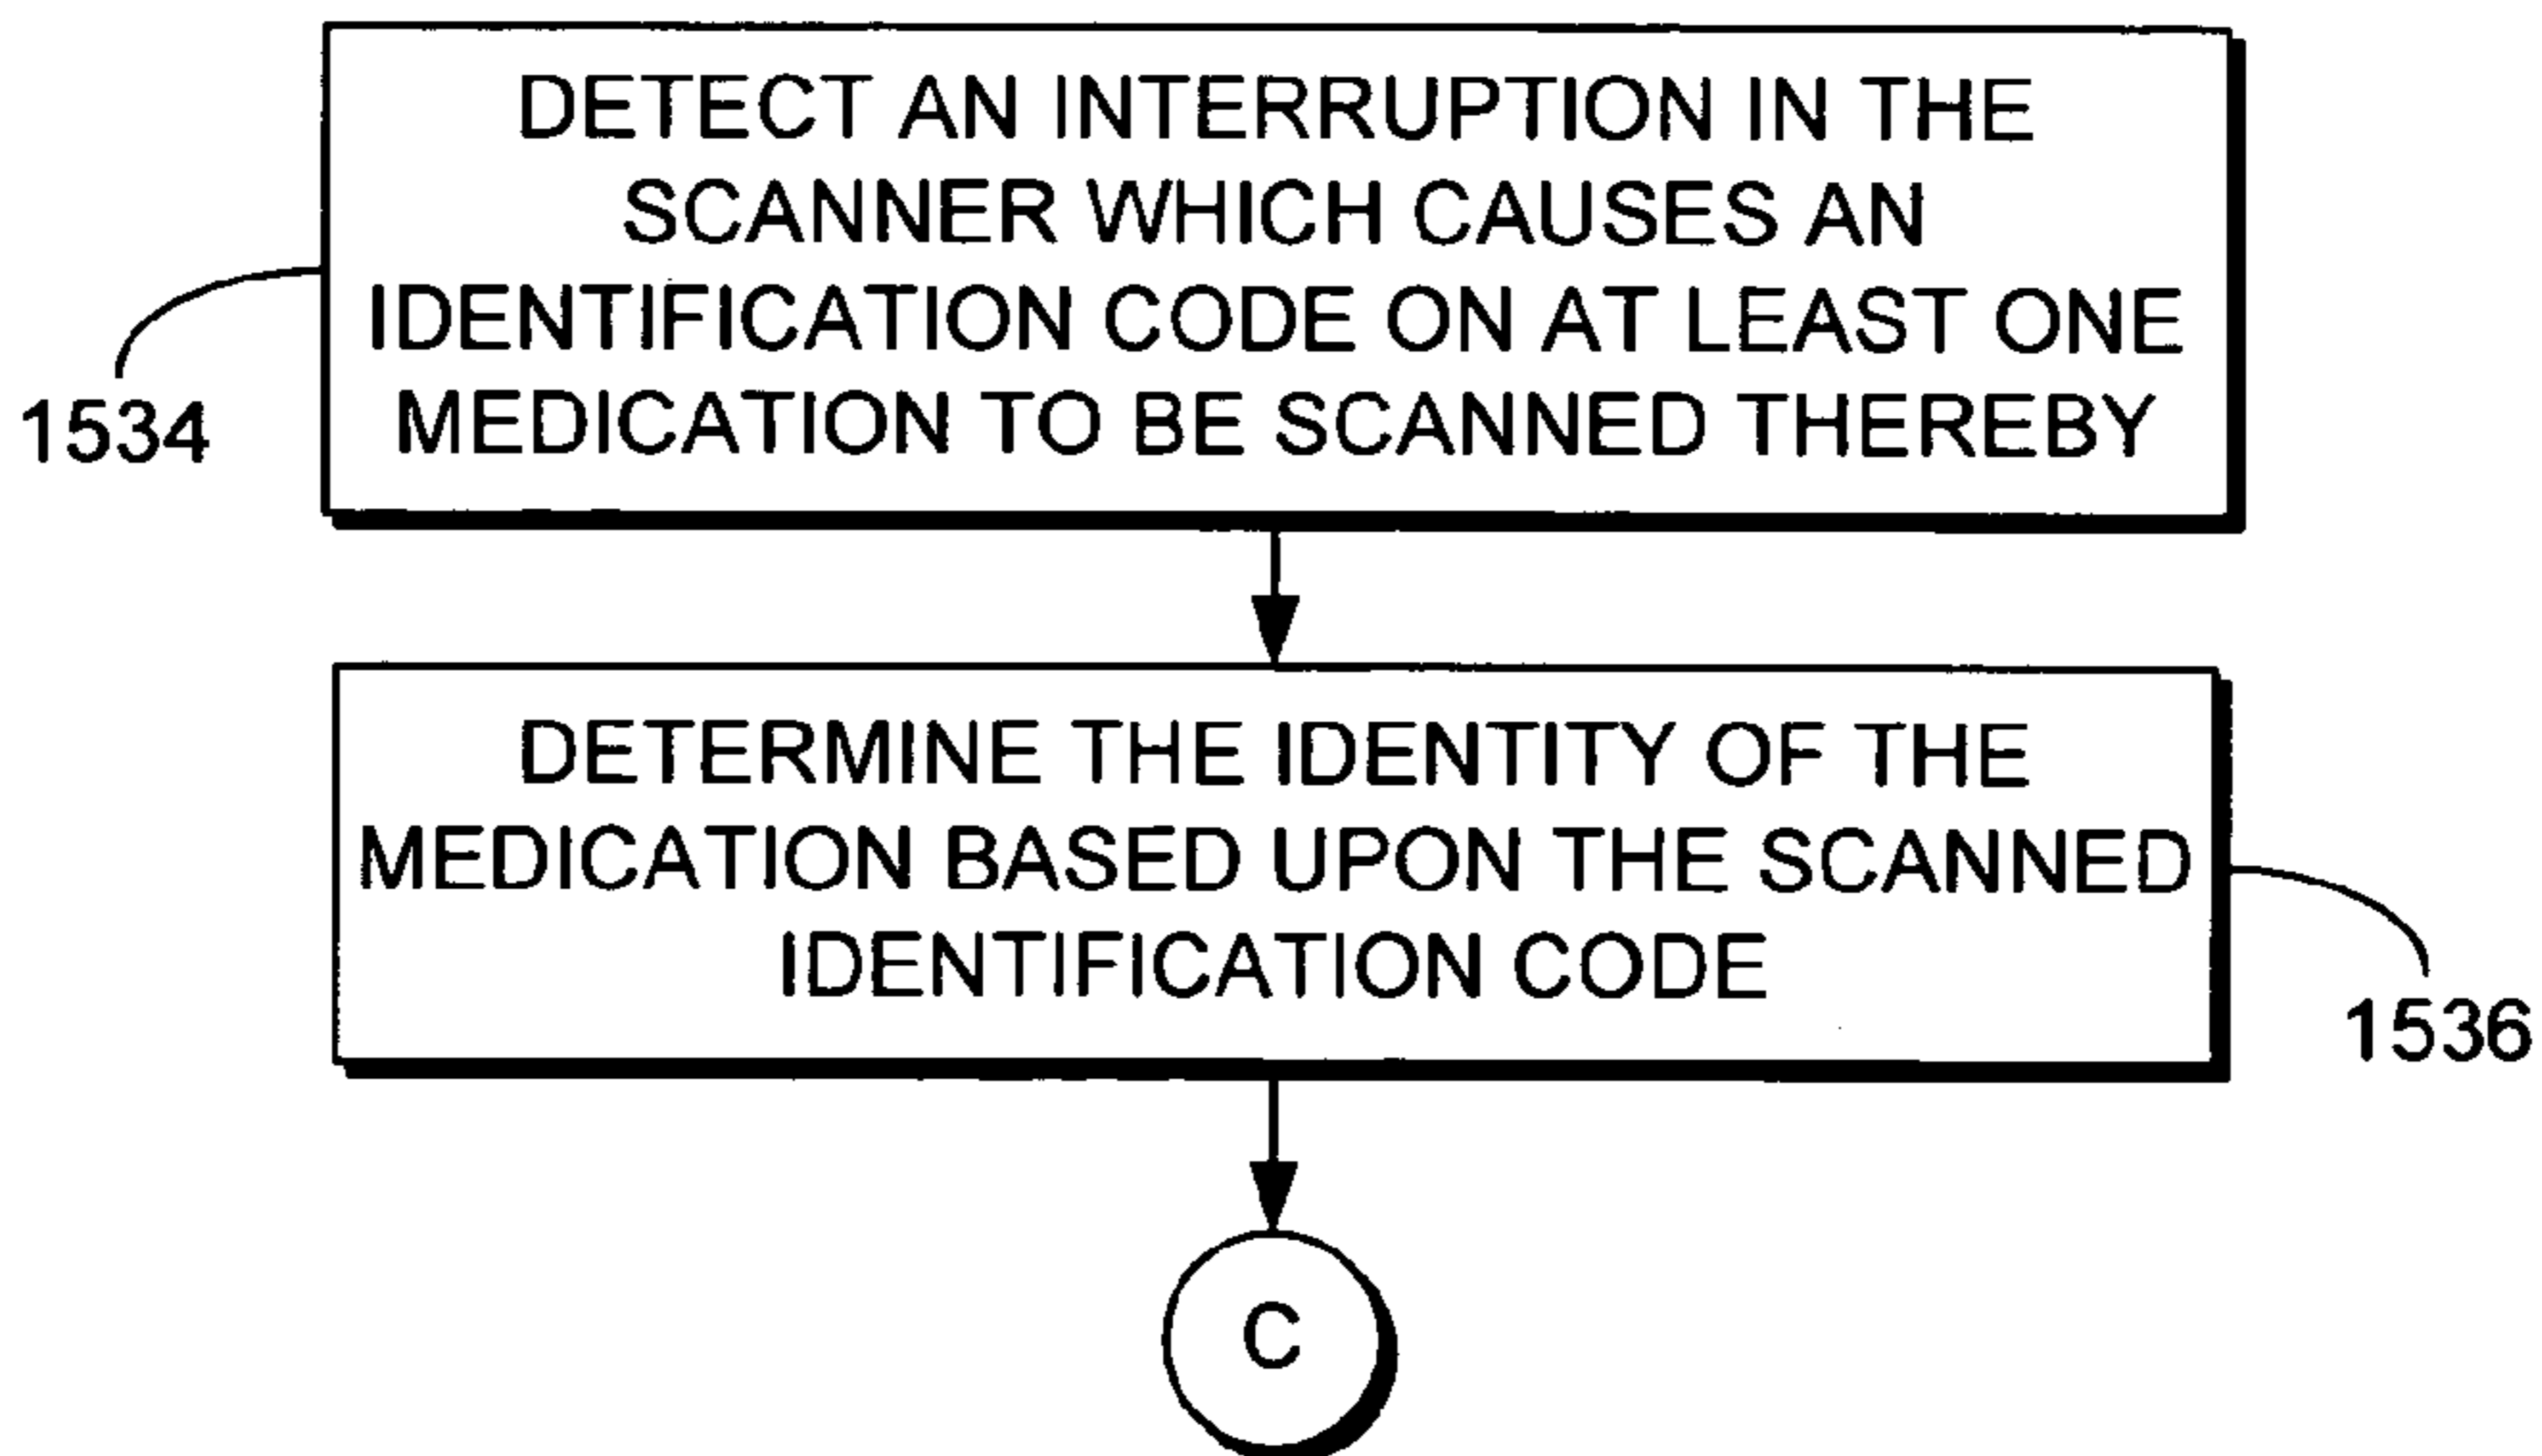 DETECT AN INTERRUPTION IN THE
SCANNER WHICH CAUSES AN
IDENTIFICATION CODE ON AT LEAST ONE
MEDICATION TO BE SCANNED THEREBY
1534
DETERMINE THE IDENTITY OF THE
MEDICATION BASED UPON THE SCANNED
IDENTIFICATION CODE
1536
C